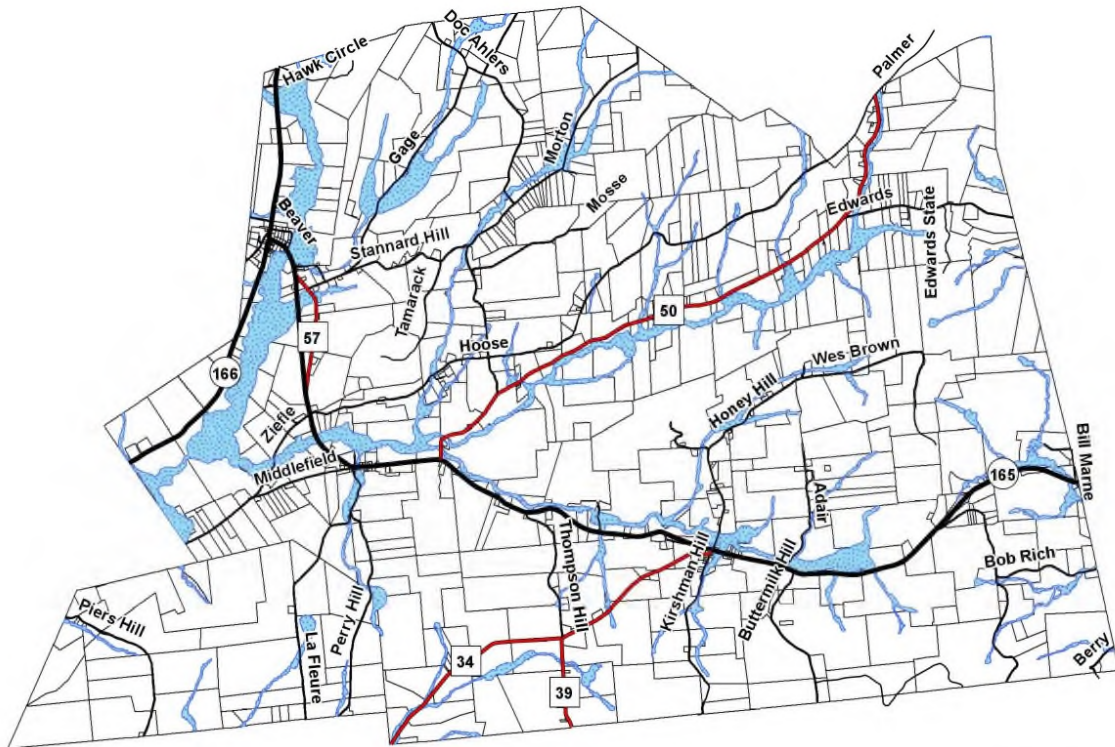 Doc Ahlers
Hawk Circle
Palmer
Gage
Morton
Mosse
Beaver
Edwards
Edwards State
Stannard Hill
Tamarack
57
50
Hoose
Wes Brown
166
Honey Hill
Ziefle
Middlefield
Bill Marne
165
Adair
Thompson Hill
Kirshman Hill
Buttermilk Hill
Bob Rich
Piers Hill
La Fleure
Perry Hill
34
39
Berry